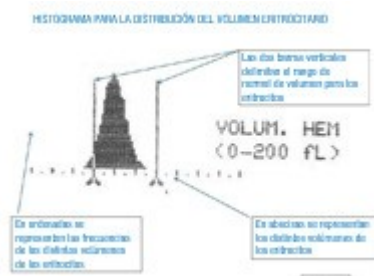 HISTOGRAMA PARA LA DISTRIBUCIÓN DEL VOLUMEN ERITROCITARIO
Las dos barras verticales
delimitan el rango de
normal de volumen para los
eritrocitos
VOLUM. HEM
(0-200 fL)
En ordenadas se
representan las frecuencias
de los distintos volúmenes
de los eritrocitos
En abscisas se representan
los distintos volúmenes de
los eritrocitos